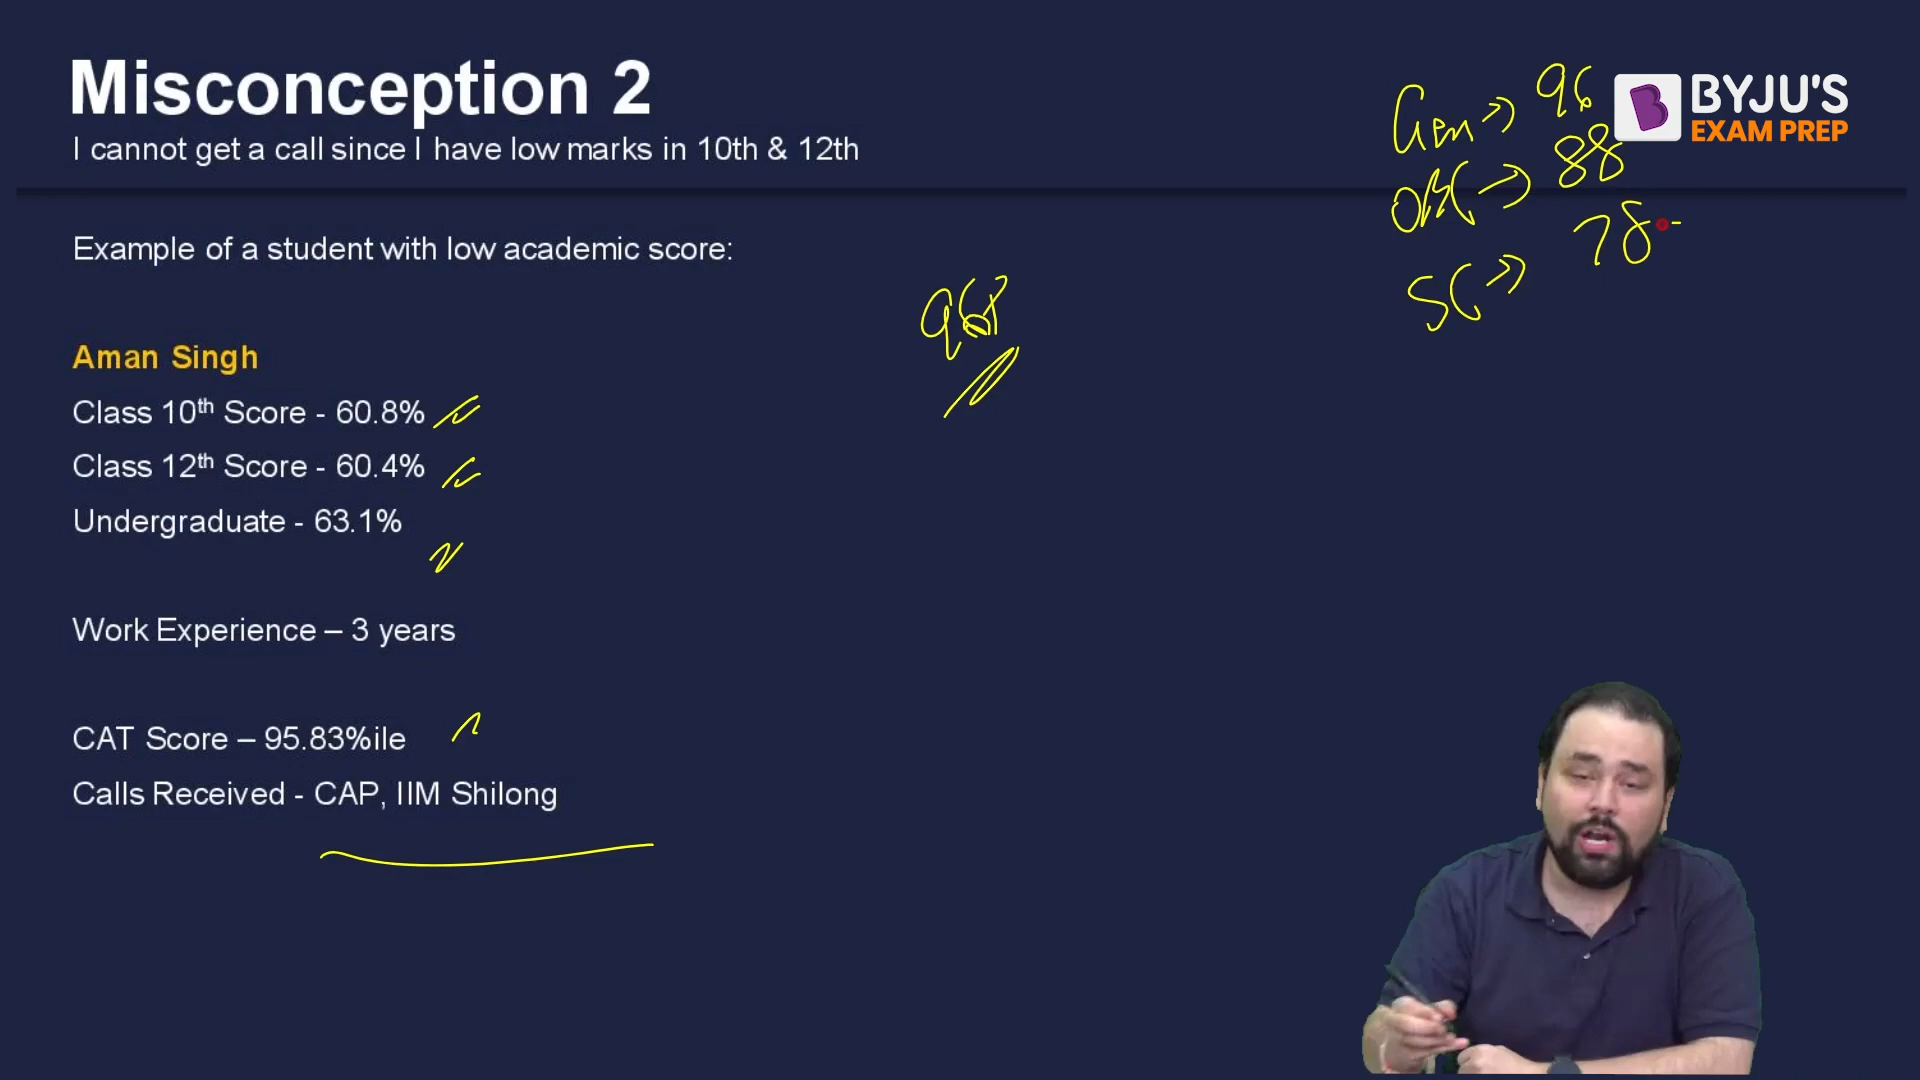 Misconception 2
I cannot get a call since I have low marks in 10th & 12th
Gen → 96
OBC → 88
SC → 78
BYJU'S
EXAM PREP
Example of a student with low academic score:
Aman Singh
Class 10th Score - 60.8%
Class 12th Score - 60.4%
Undergraduate - 63.1%
Work Experience – 3 years
CAT Score – 95.83%ile
Calls Received - CAP, IIM Shilong